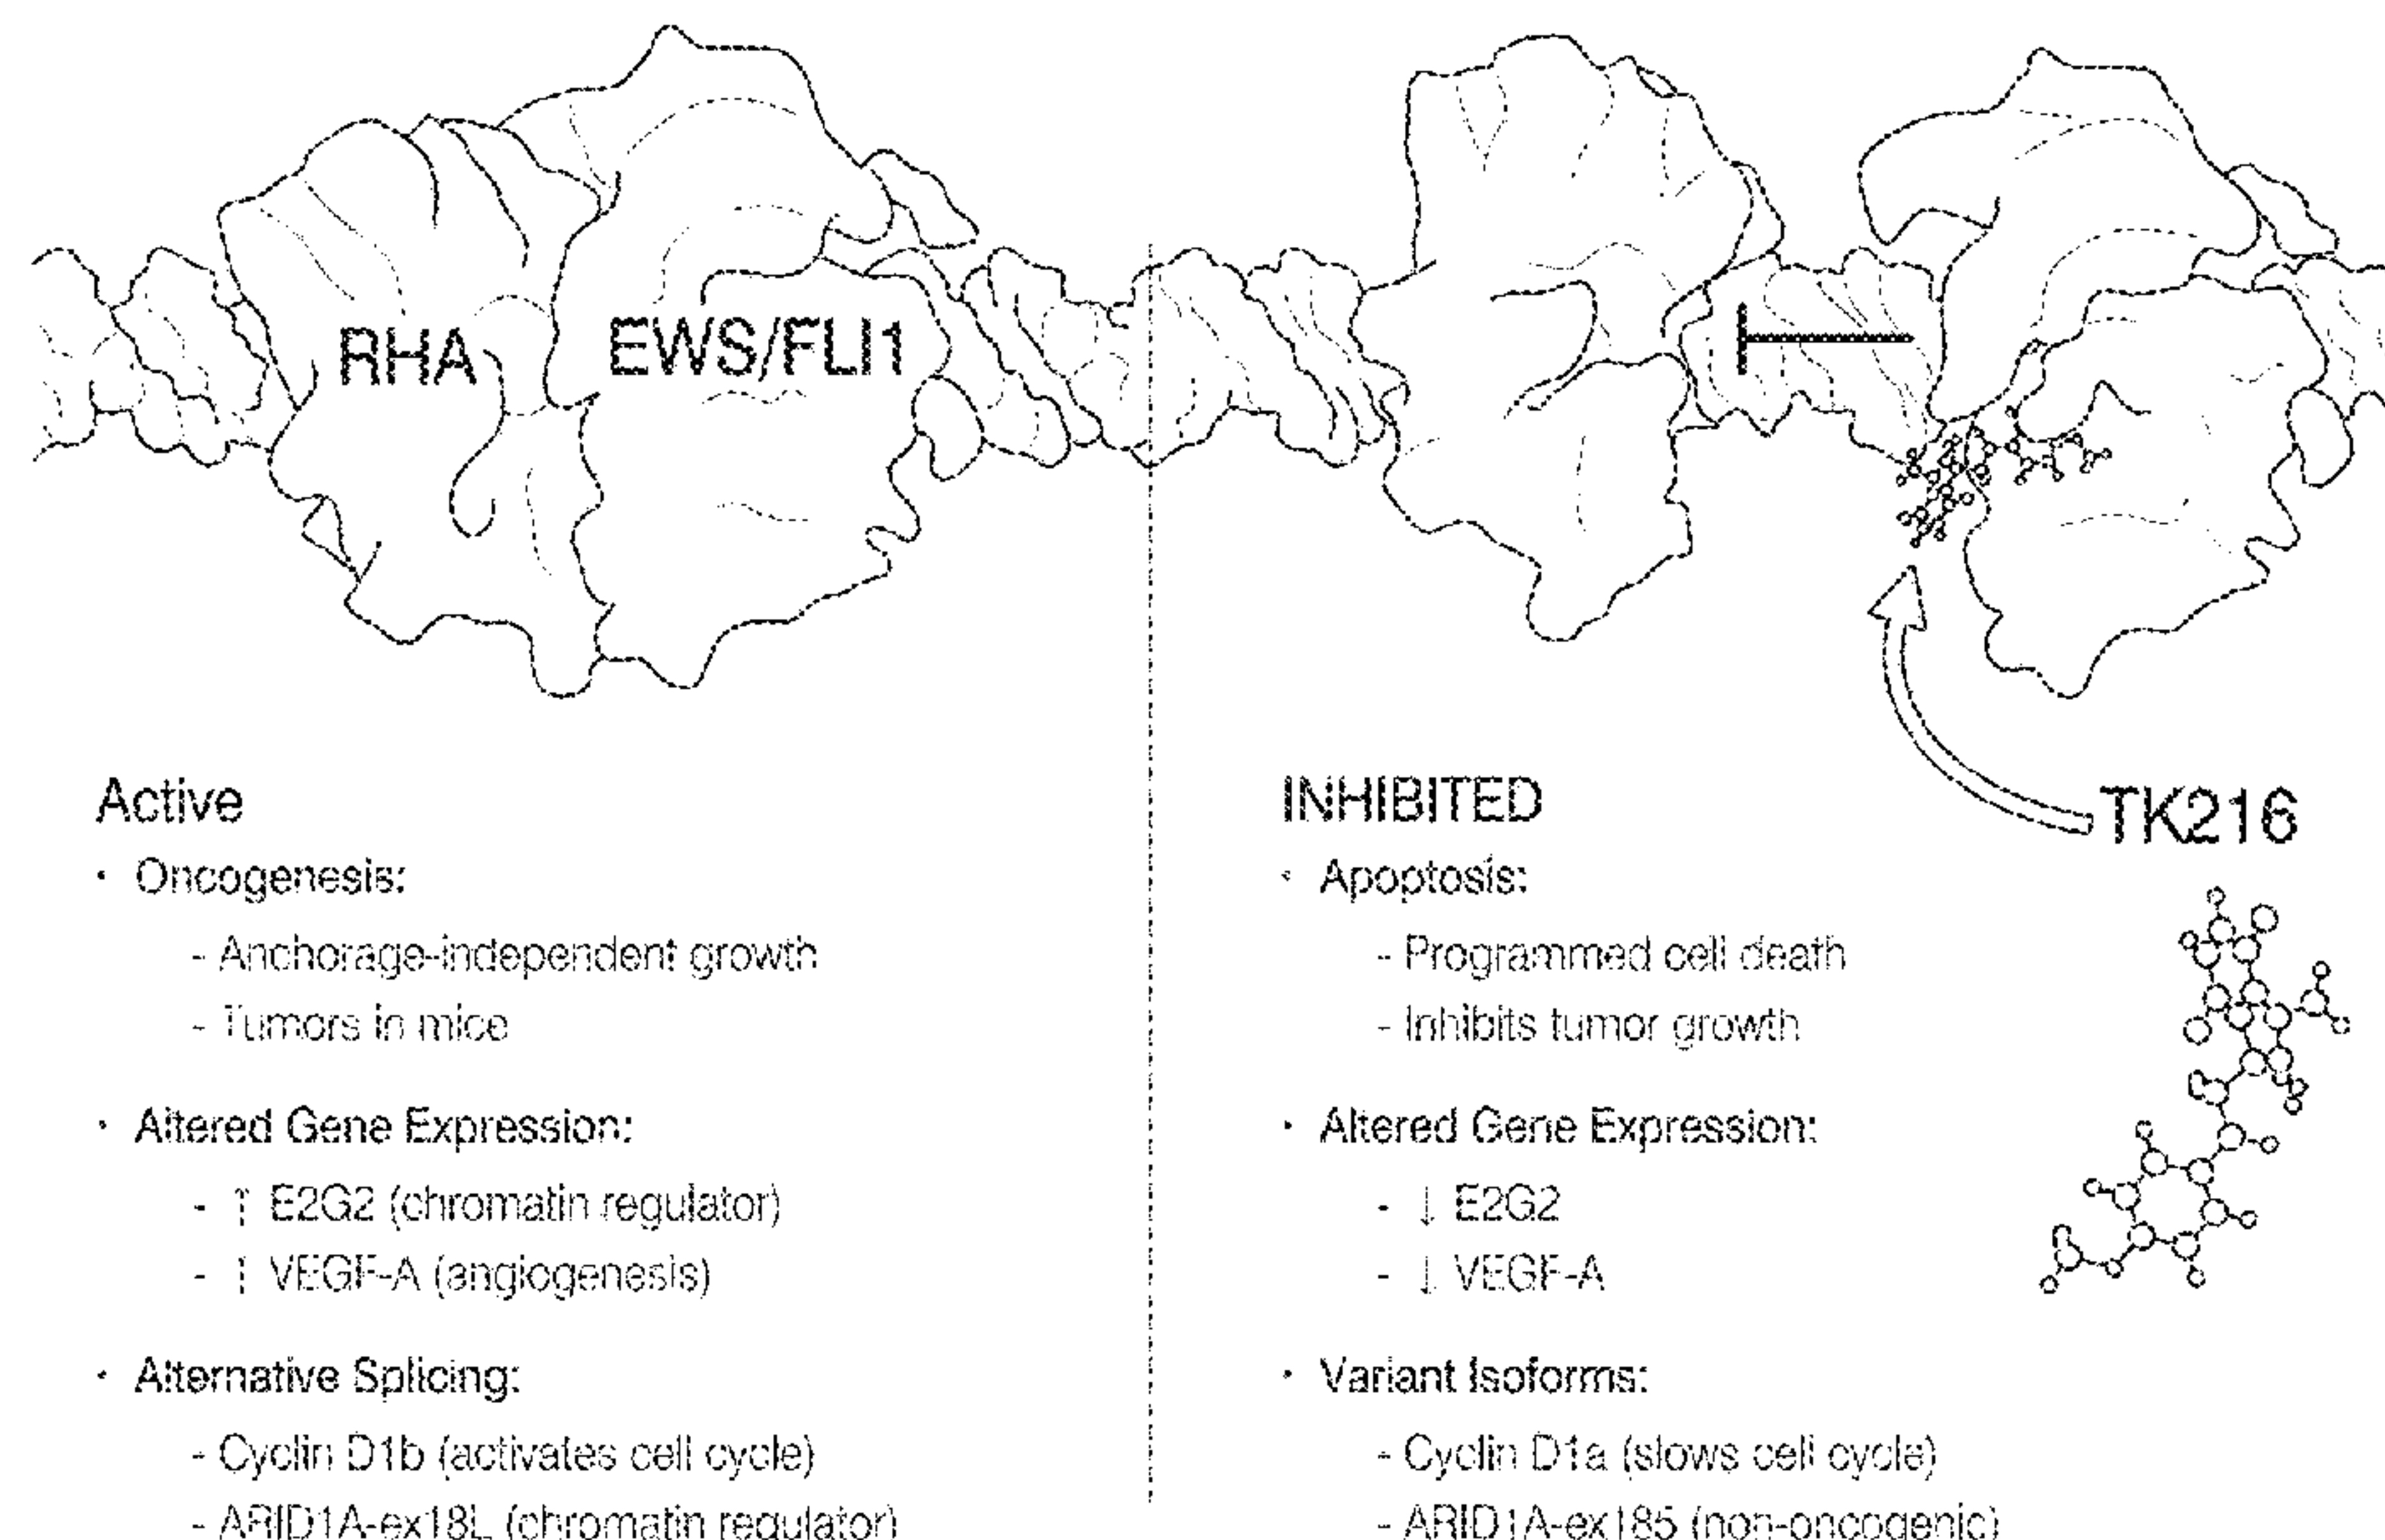 RHA
EWS/FLI1
Active
• Oncogenesis:
- Anchorage-independent growth
- Tumors in mice
• Altered Gene Expression:
- ↑ E2G2 (chromatin regulator)
- ↑ VEGF-A (angiogenesis)
• Alternative Splicing:
- Cyclin D1b (activates cell cycle)
- ARID1A-ex18L (chromatin regulator)
INHIBITED
• Apoptosis:
- Programmed cell death
- Inhibits tumor growth
• Altered Gene Expression:
- ↓ E2G2
- ↓ VEGF-A
• Variant Isoforms:
- Cyclin D1a (slows cell cycle)
- ARID1A-ex185 (non-oncogenic)
TK216